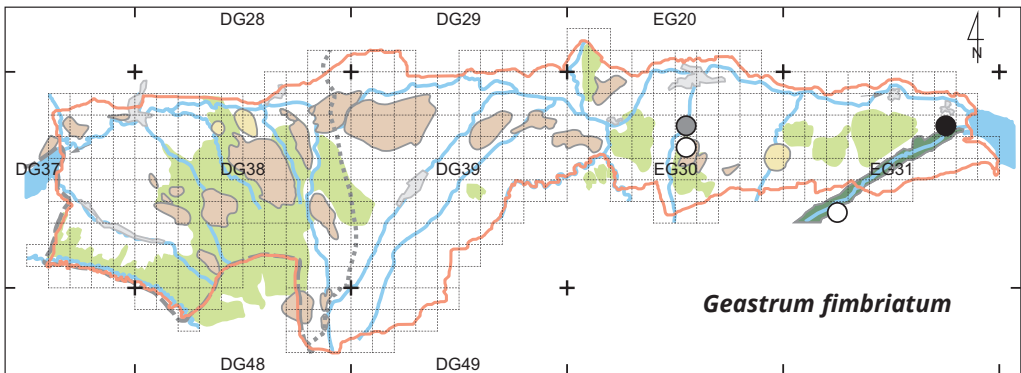 DG28 DG29 EG20
N
DG37 DG38 DG39 EG30 EG31
Geastrum fimbriatum
DG48 DG49